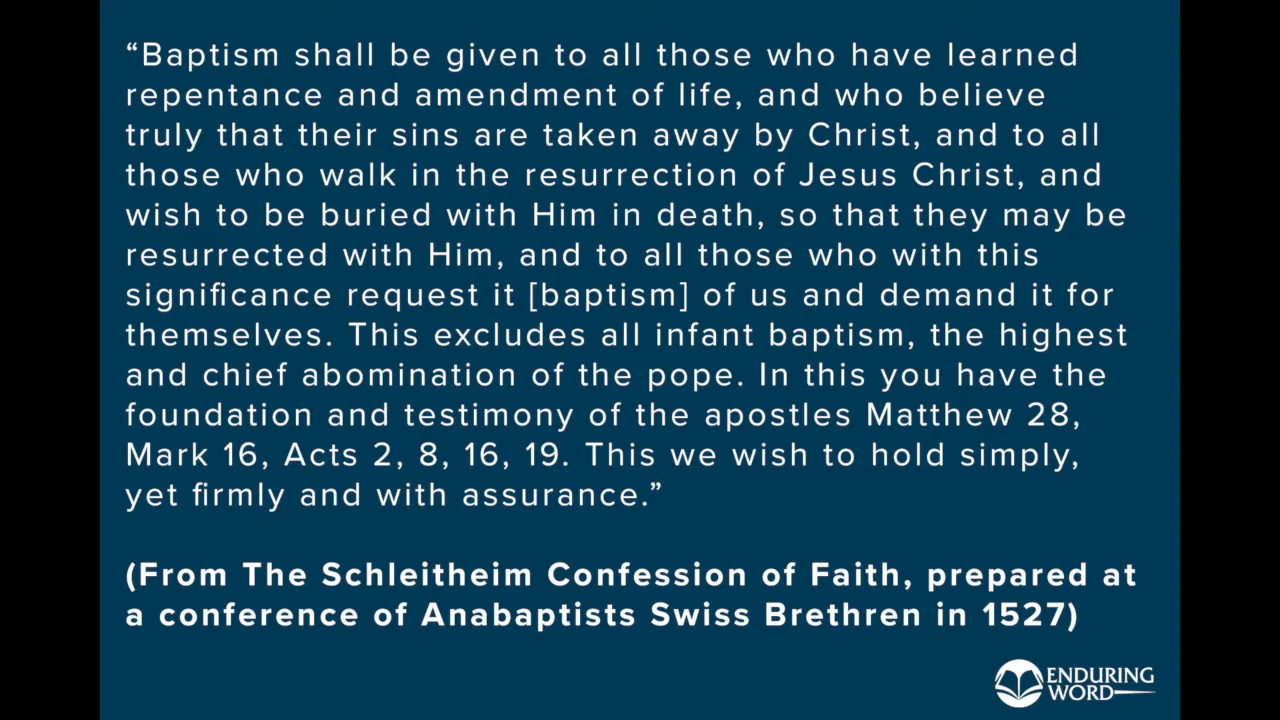 “Baptism shall be given to all those who have learned
repentance and amendment of life, and who believe
truly that their sins are taken away by Christ, and to all
those who walk in the resurrection of Jesus Christ, and
wish to be buried with Him in death, so that they may be
resurrected with Him, and to all those who with this
significance request it [baptism] of us and demand it for
themselves. This excludes all infant baptism, the highest
and chief abomination of the pope. In this you have the
foundation and testimony of the apostles Matthew 28,
Mark 16, Acts 2, 8, 16, 19. This we wish to hold simply,
yet firmly and with assurance.”
(From The Schleitheim Confession of Faith, prepared at
a conference of Anabaptists Swiss Brethren in 1527)
ENDURING
WORD